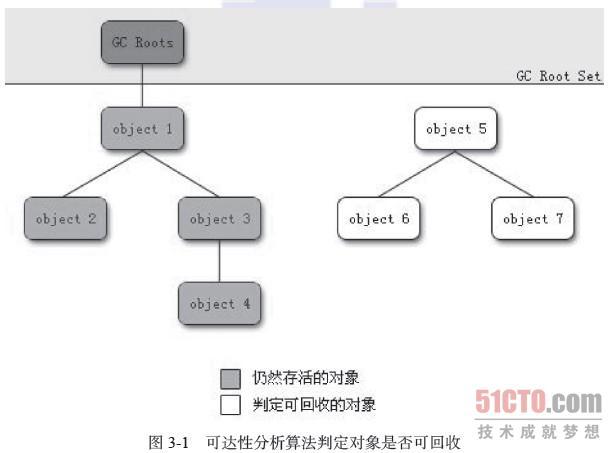 GC Roots
GC Root Set
object 1
object 5
object 2
object 3
object 6
object 7
object 4
仍然存活的对象
判定可回收的对象
51CTO.com
技术成就梦想
图 3-1 可达性分析算法判定对象是否可回收